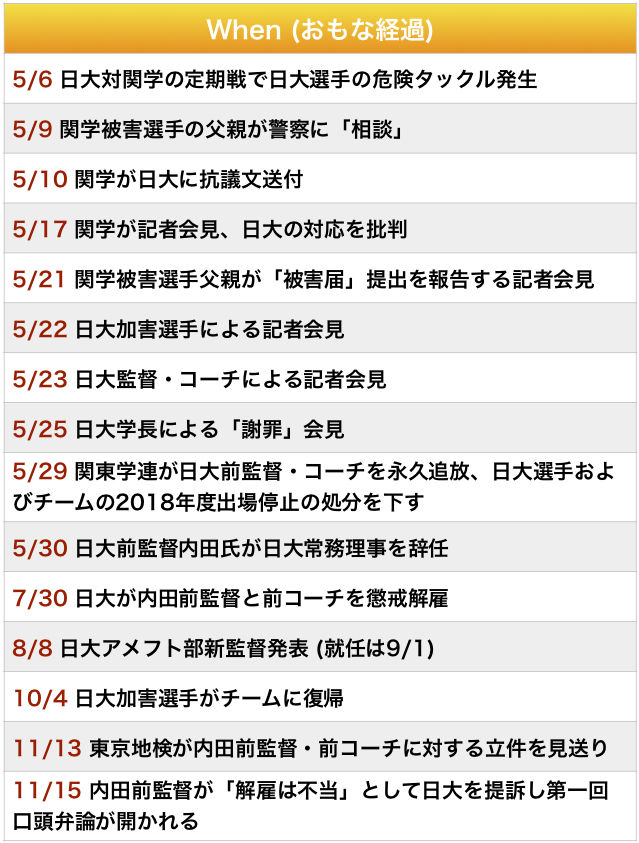 When (おもな経過)
5/6 日大対関学の定期戦で日大選手の危険タックル発生
5/9 関学被害選手の父親が警察に「相談」
5/10 関学が日大に抗議文送付
5/17 関学が記者会見、日大の対応を批判
5/21 関学被害選手父親が「被害届」提出を報告する記者会見
5/22 日大加害選手による記者会見
5/23 日大監督・コーチによる記者会見
5/25 日大学長による「謝罪」会見
5/29 関東学連が日大前監督・コーチを永久追放、日大選手およ
びチームの2018年度出場停止の処分を下す
5/30 日大前監督内田氏が日大常務理事を辞任
7/30 日大が内田前監督と前コーチを懲戒解雇
8/8 日大アメフト部新監督発表 (就任は9/1)
10/4 日大加害選手がチームに復帰
11/13 東京地検が内田前監督・前コーチに対する立件を見送り
11/15 内田前監督が「解雇は不当」として日大を提訴し第一回
口頭弁論が開かれる